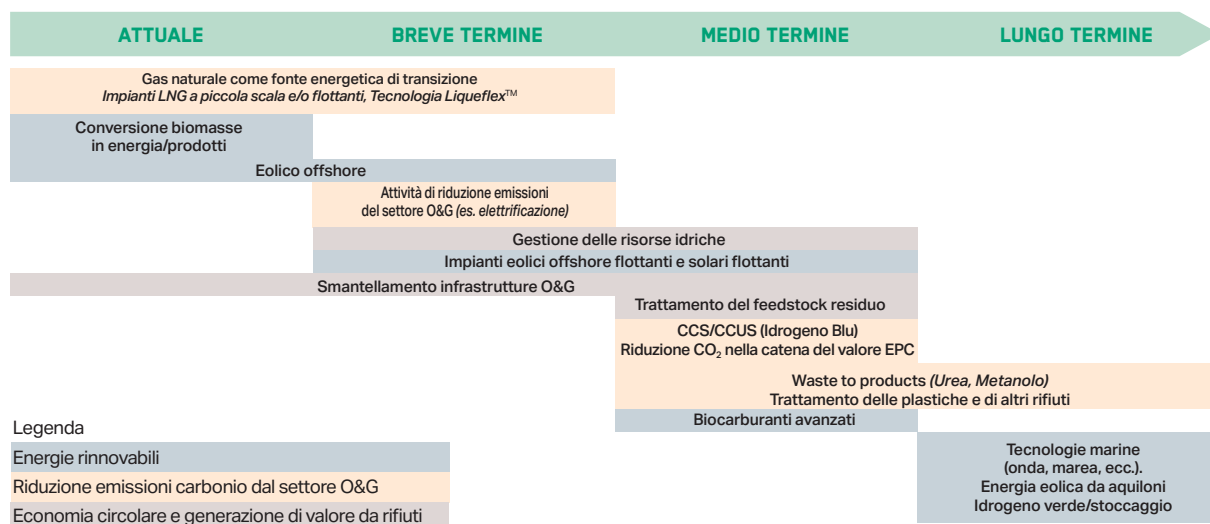 ATTUALE
BREVE TERMINE
MEDIO TERMINE
LUNGO TERMINE
Gas naturale come fonte energetica di transizione
Impianti LNG a piccola scala e/o flottanti, Tecnologia Liqueflex™
Conversione biomasse
in energia/prodotti
Eolico offshore
Attività di riduzione emissioni
del settore O&G (es. elettrificazione)
Gestione delle risorse idriche
Impianti eolici offshore flottanti e solari flottanti
Smantellamento infrastrutture O&G
Trattamento del feedstock residuo
CCS/CCUS (Idrogeno Blu)
Riduzione CO₂ nella catena del valore EPC
Waste to products (Urea, Metanolo)
Trattamento delle plastiche e di altri rifiuti
Biocarburanti avanzati
Tecnologie marine
(onda, marea, ecc.).
Energia eolica da aquiloni
Idrogeno verde/stoccaggio
Legenda
Energie rinnovabili
Riduzione emissioni carbonio dal settore O&G
Economia circolare e generazione di valore da rifiuti